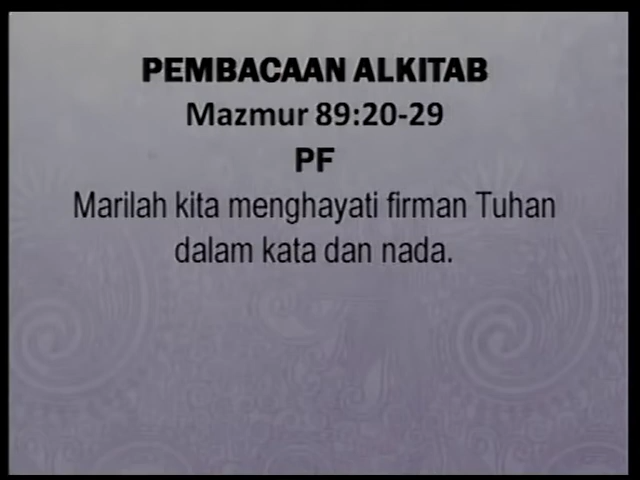 PEMBACAAN ALKITAB
Mazmur 89:20-29
PF
Marilah kita menghayati firman Tuhan
dalam kata dan nada.